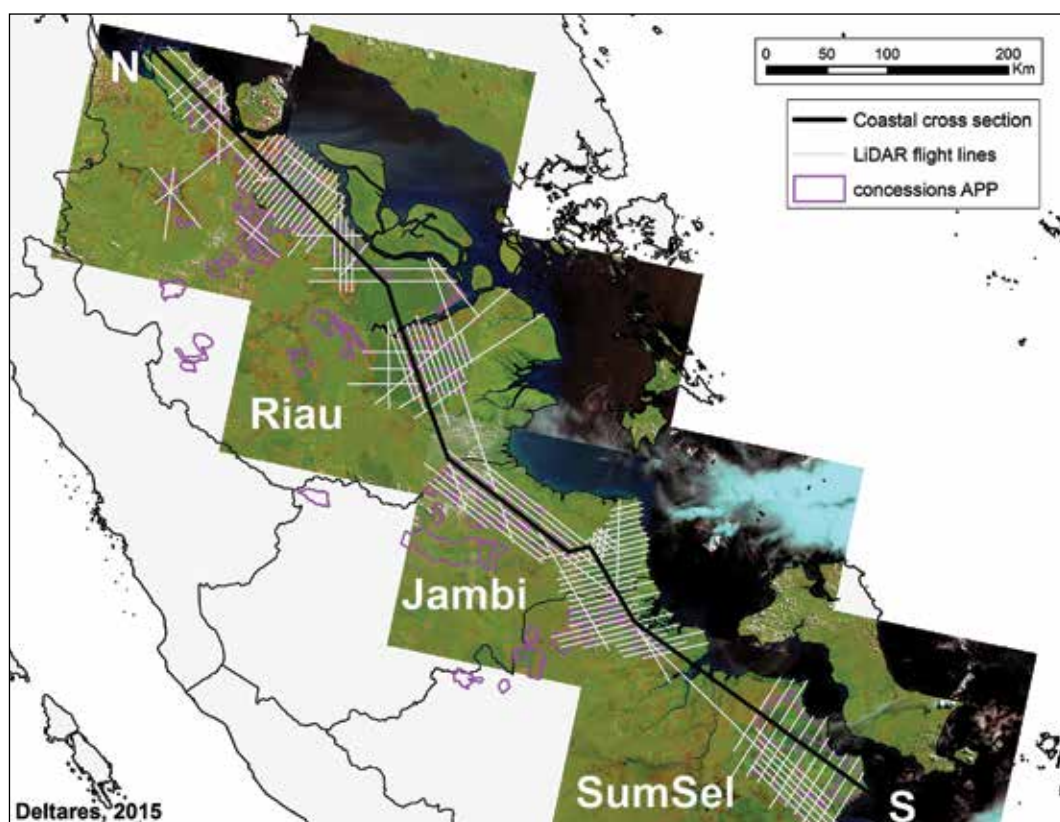 N
0 50 100 200
Km
Coastal cross section
LiDAR flight lines
concessions APP
Riau
Jambi
SumSel
S
Deltares, 2015